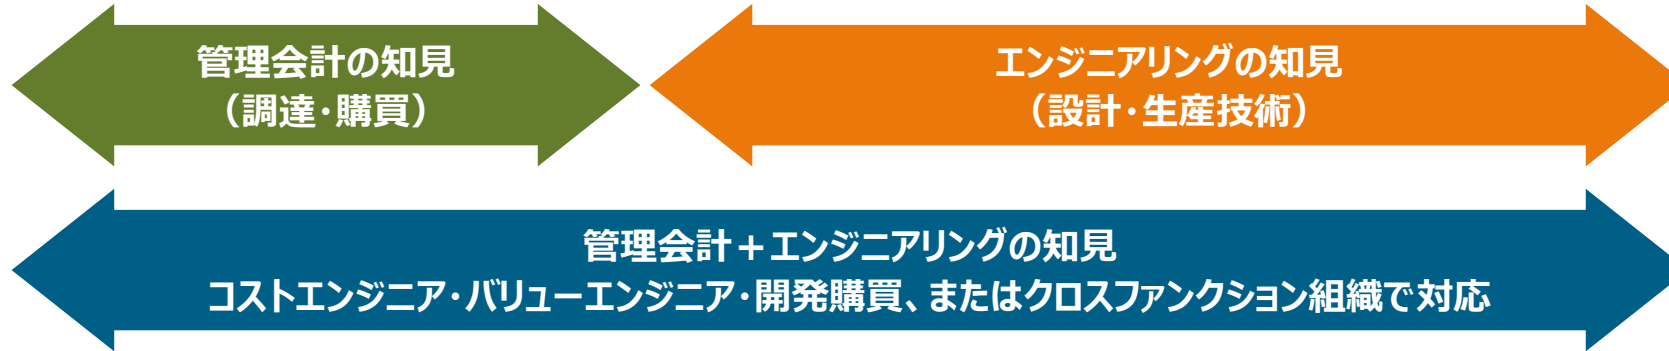 管理会計の知見
（調達・購買）
エンジニアリングの知見
（設計・生産技術）
管理会計＋エンジニアリングの知見
コストエンジニア・バリューエンジニア・開発購買、またはクロスファンクション組織で対応